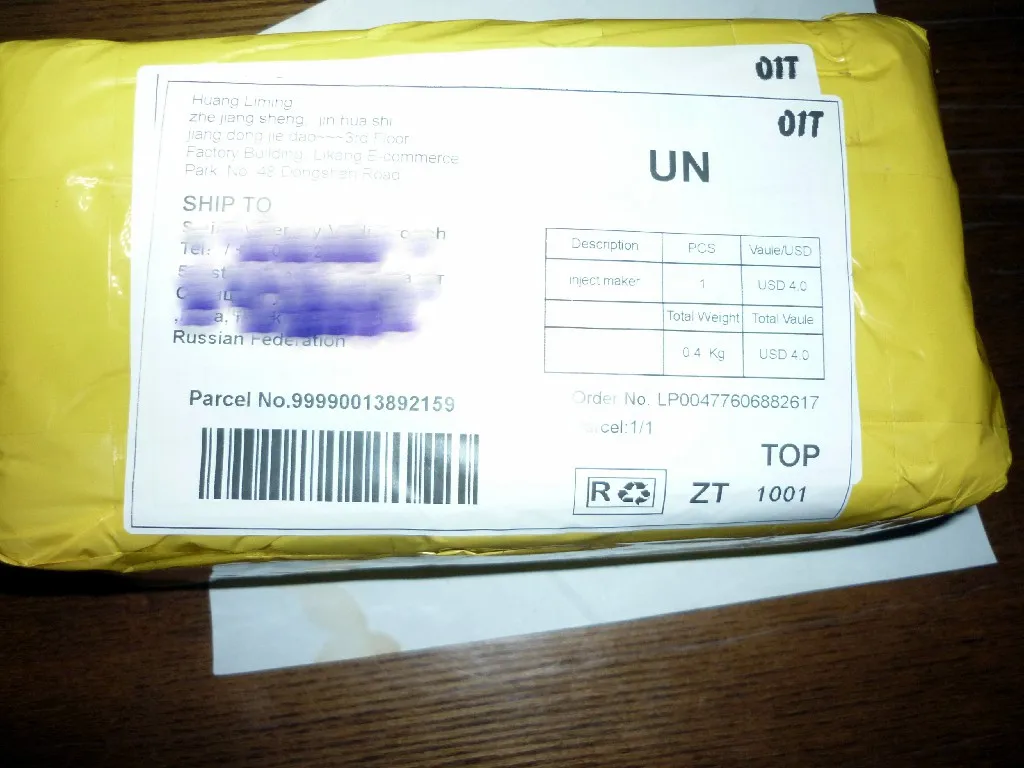 01T
01T
Huang Liming
zhe jiang sheng, jin hua shi
jiang dong jie dao~~~3rd Floor
Factory Building, Likang E-commerce
Park, No. 48 Dongshan Road
UN
SHIP TO
Tel:
Russian Federation
Description PCS Vaule/USD
inject maker 1 USD 4.0
Total Weight Total Vaule
0.4 Kg USD 4.0
Parcel No.99990013892159
Order No. LP00477606882617
Parcel:1/1
TOP
R ZT 1001